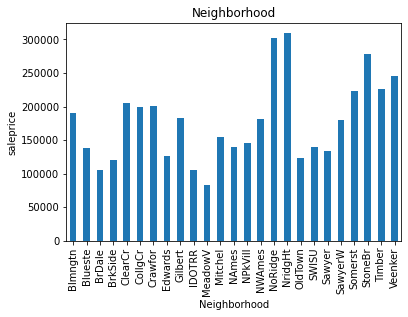 Neighborhood
300000
250000
200000
150000
100000
50000
0
saleprice
Blmngtn
Blueste
BrDale
BrkSide
ClearCr
CollgCr
Crawfor
Edwards
Gilbert
IDOTRR
MeadowV
Mitchel
NAmes
NPkVill
NWAmes
NoRidge
NridgHt
OldTown
SWISU
Sawyer
SawyerW
Somerst
StoneBr
Timber
Veenker
Neighborhood